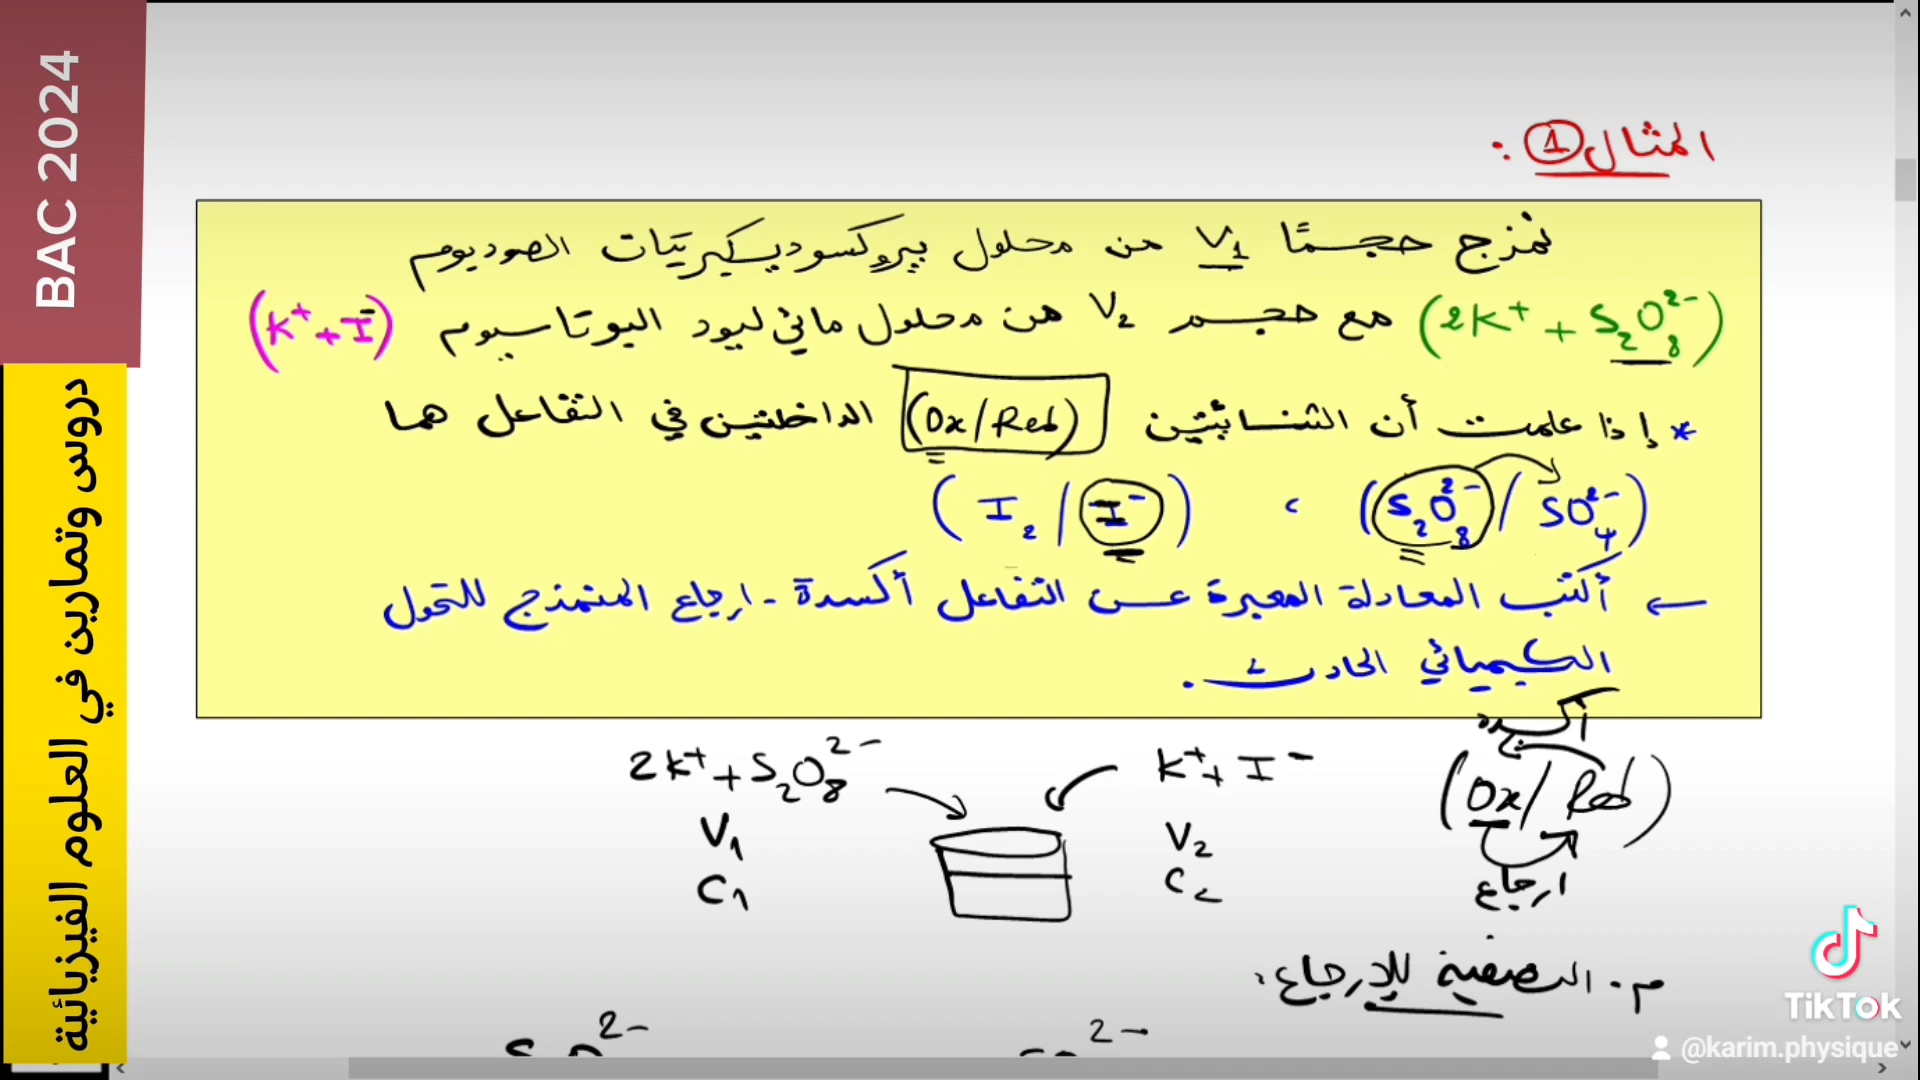 BAC 2024
دروس وتمارين في العلوم الفيزيائية
المثال ① :
نمزج حجمًا V₁ من محلول بيروكسوديكبريتات الصوديوم
(2K⁺ + S₂O₈²⁻) مع حجم V₂ من محلول مائي ليود البوتاسيوم (K⁺ + I⁻)
* إذا علمت أن الثنائيتين (Ox/Red) الداخلتين في التفاعل هما
(S₂O₈²⁻/SO₄²⁻) ، (I₂/I⁻)
← أكتب المعادلة المعبرة عن التفاعل أكسدة - ارجاع المنمذج للتحول
الكيميائي الحادث .
2K⁺ + S₂O₈²⁻
V₁
C₁
K⁺ + I⁻
V₂
C₂
أكسدة
(Ox/Red)
ارجاع
م. النصفية للإرجاع:
TikTok
@karim.physique